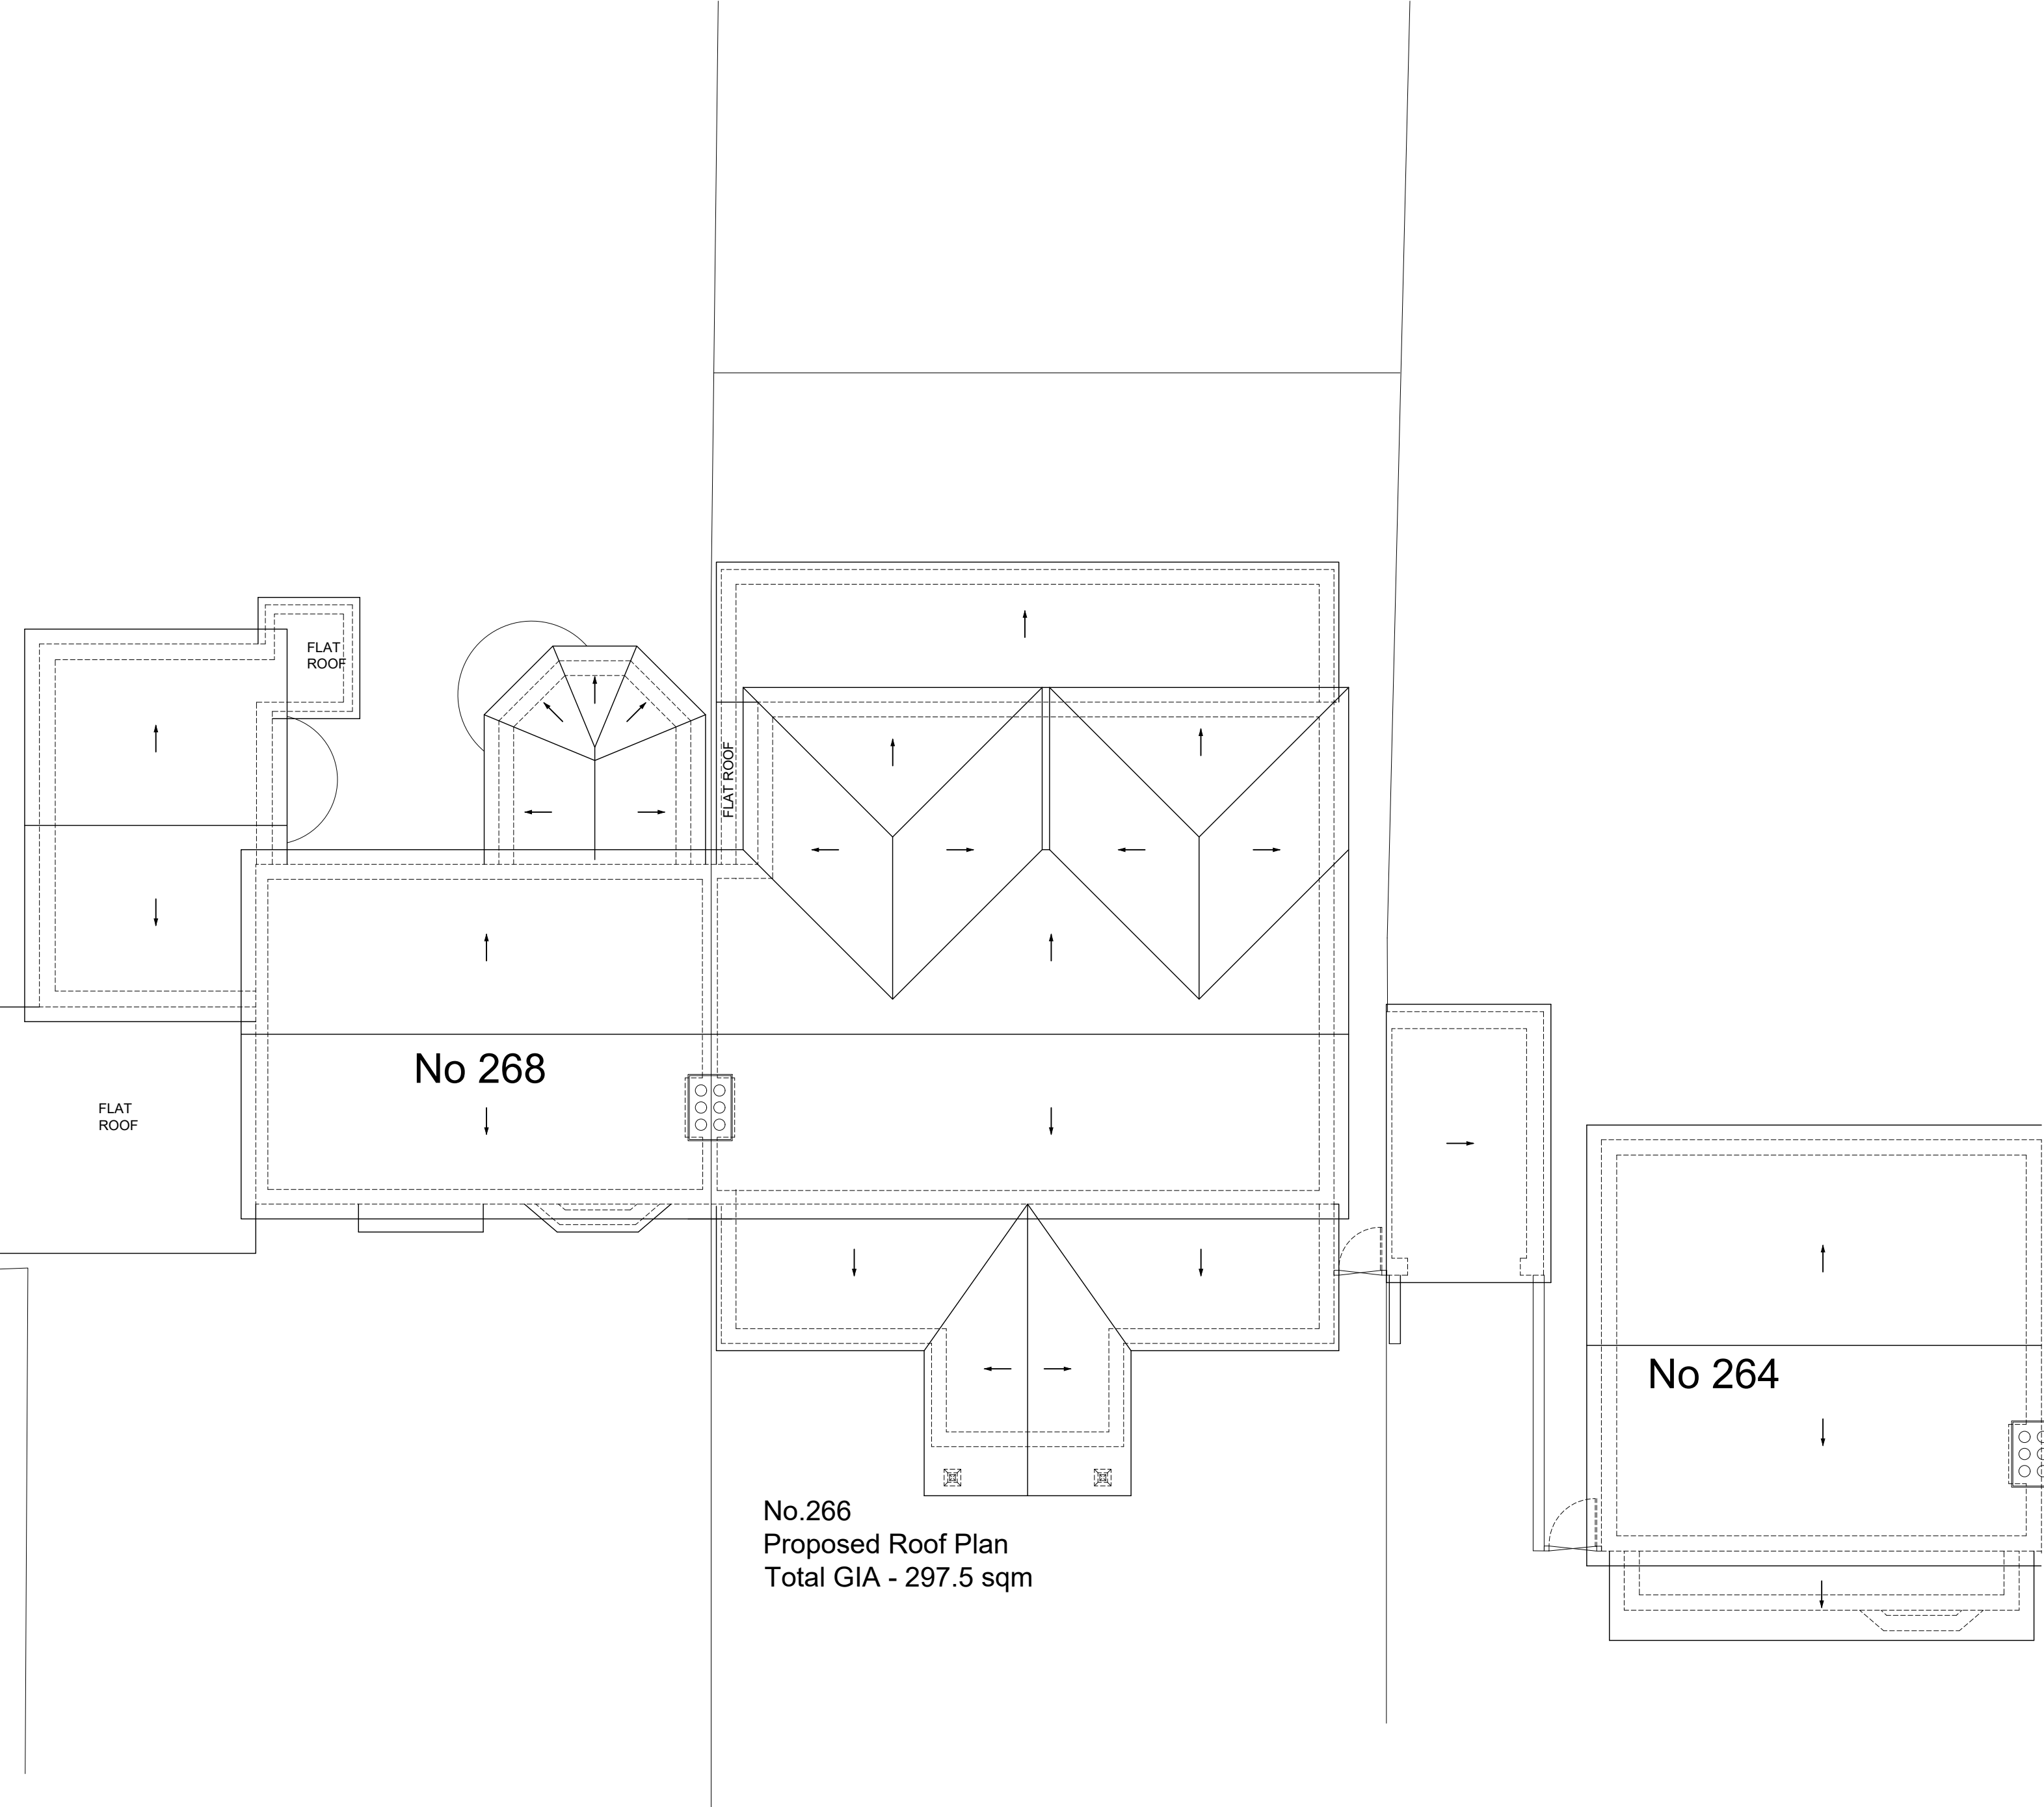 FLAT
ROOF
FLAT ROOF
No 268
FLAT
ROOF
No 264
No.266
Proposed Roof Plan
Total GIA - 297.5 sqm